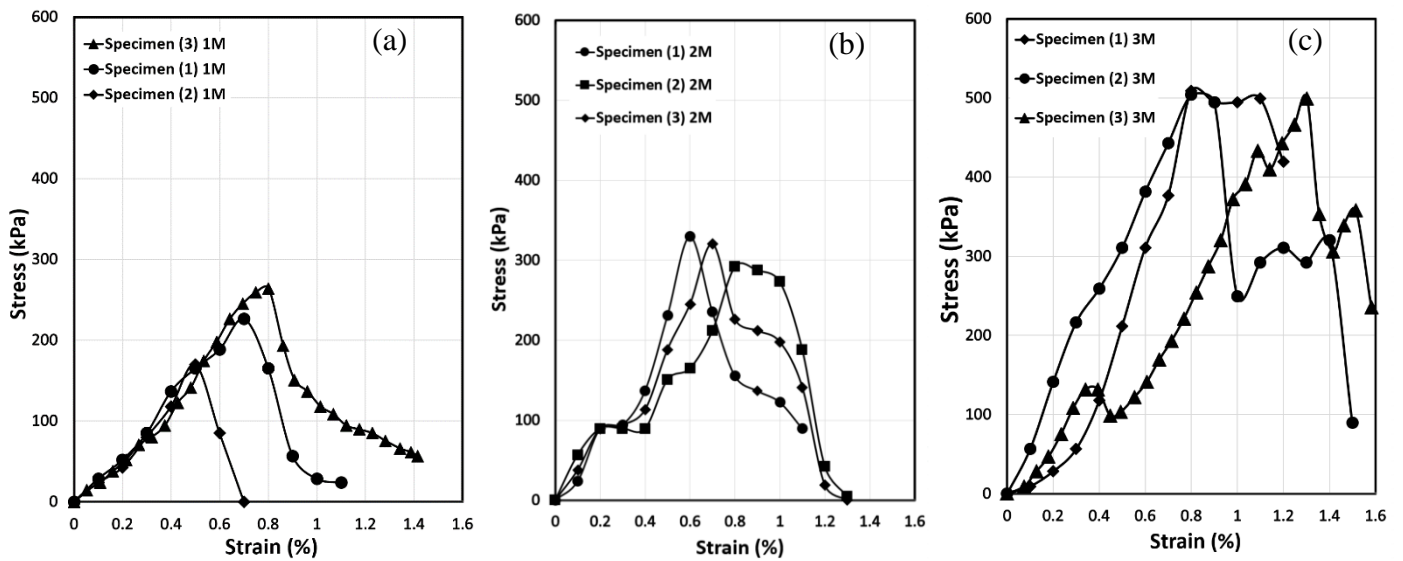 600
500
400
300
200
100
0
Stress (kPa)
Specimen (3) 1M
Specimen (1) 1M
Specimen (2) 1M
(a)
0 0.2 0.4 0.6 0.8 1 1.2 1.4 1.6
Strain (%)
600
500
400
300
200
100
0
Stress (kPa)
Specimen (1) 2M
Specimen (2) 2M
Specimen (3) 2M
(b)
0 0.2 0.4 0.6 0.8 1 1.2 1.4 1.6
Strain (%)
600
500
400
300
200
100
0
Stress (kPa)
Specimen (1) 3M
Specimen (2) 3M
Specimen (3) 3M
(c)
0 0.2 0.4 0.6 0.8 1 1.2 1.4 1.6
Strain (%)